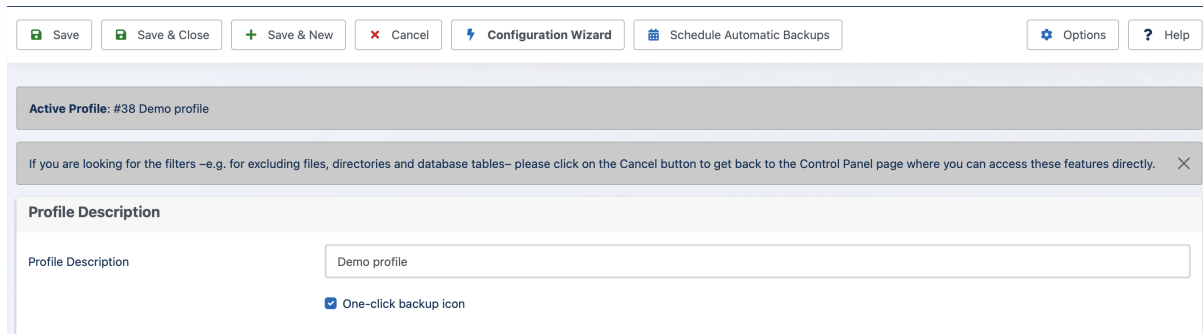 Save
Save & Close
Save & New
Cancel
Configuration Wizard
Schedule Automatic Backups
Options
? Help
Active Profile: #38 Demo profile
If you are looking for the filters –e.g. for excluding files, directories and database tables– please click on the Cancel button to get back to the Control Panel page where you can access these features directly.
Profile Description
Profile Description
Demo profile
One-click backup icon